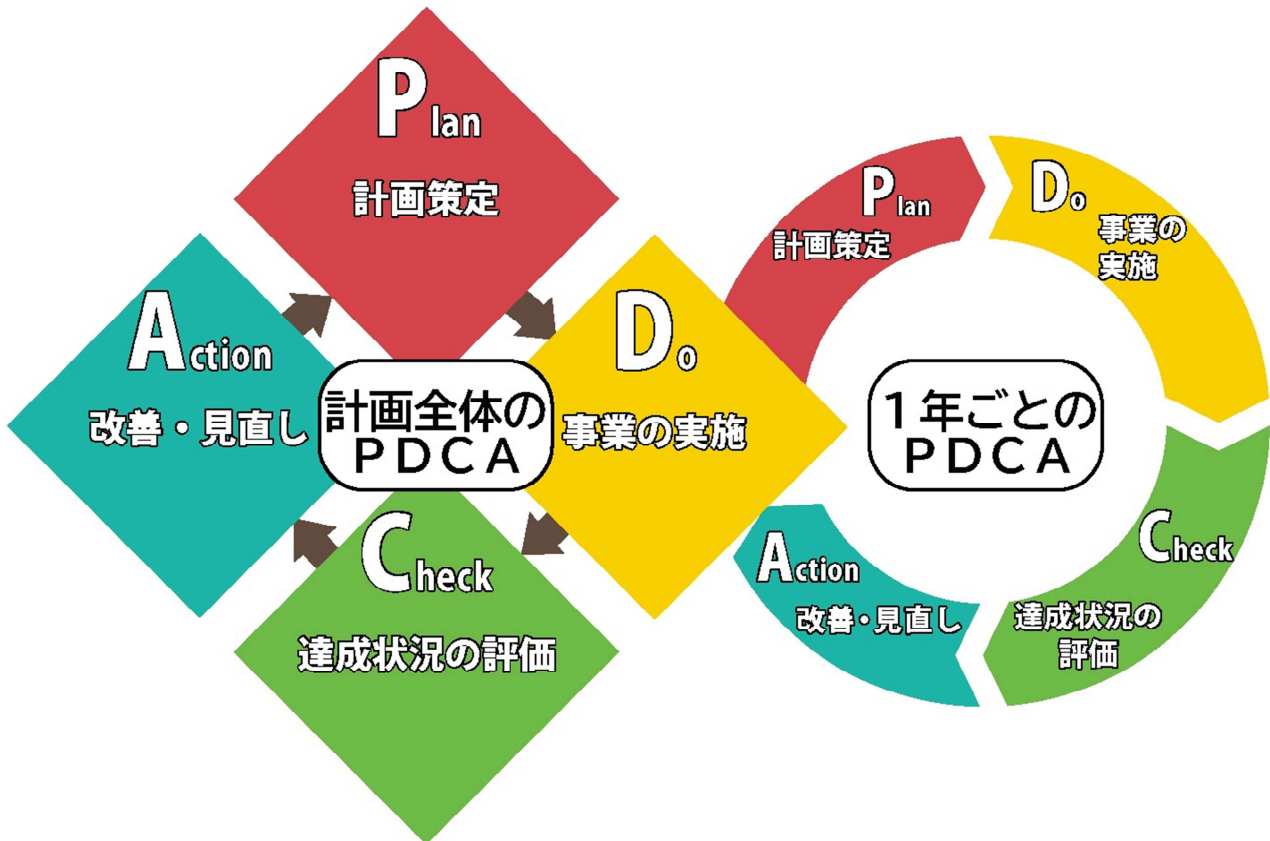 Plan
計画策定
Action
改善・見直し
計画全体の
PDCA
Do
事業の実施
Check
達成状況の評価
Plan
計画策定
Do
事業の
実施
1年ごとの
PDCA
Check
達成状況の
評価
Action
改善・見直し